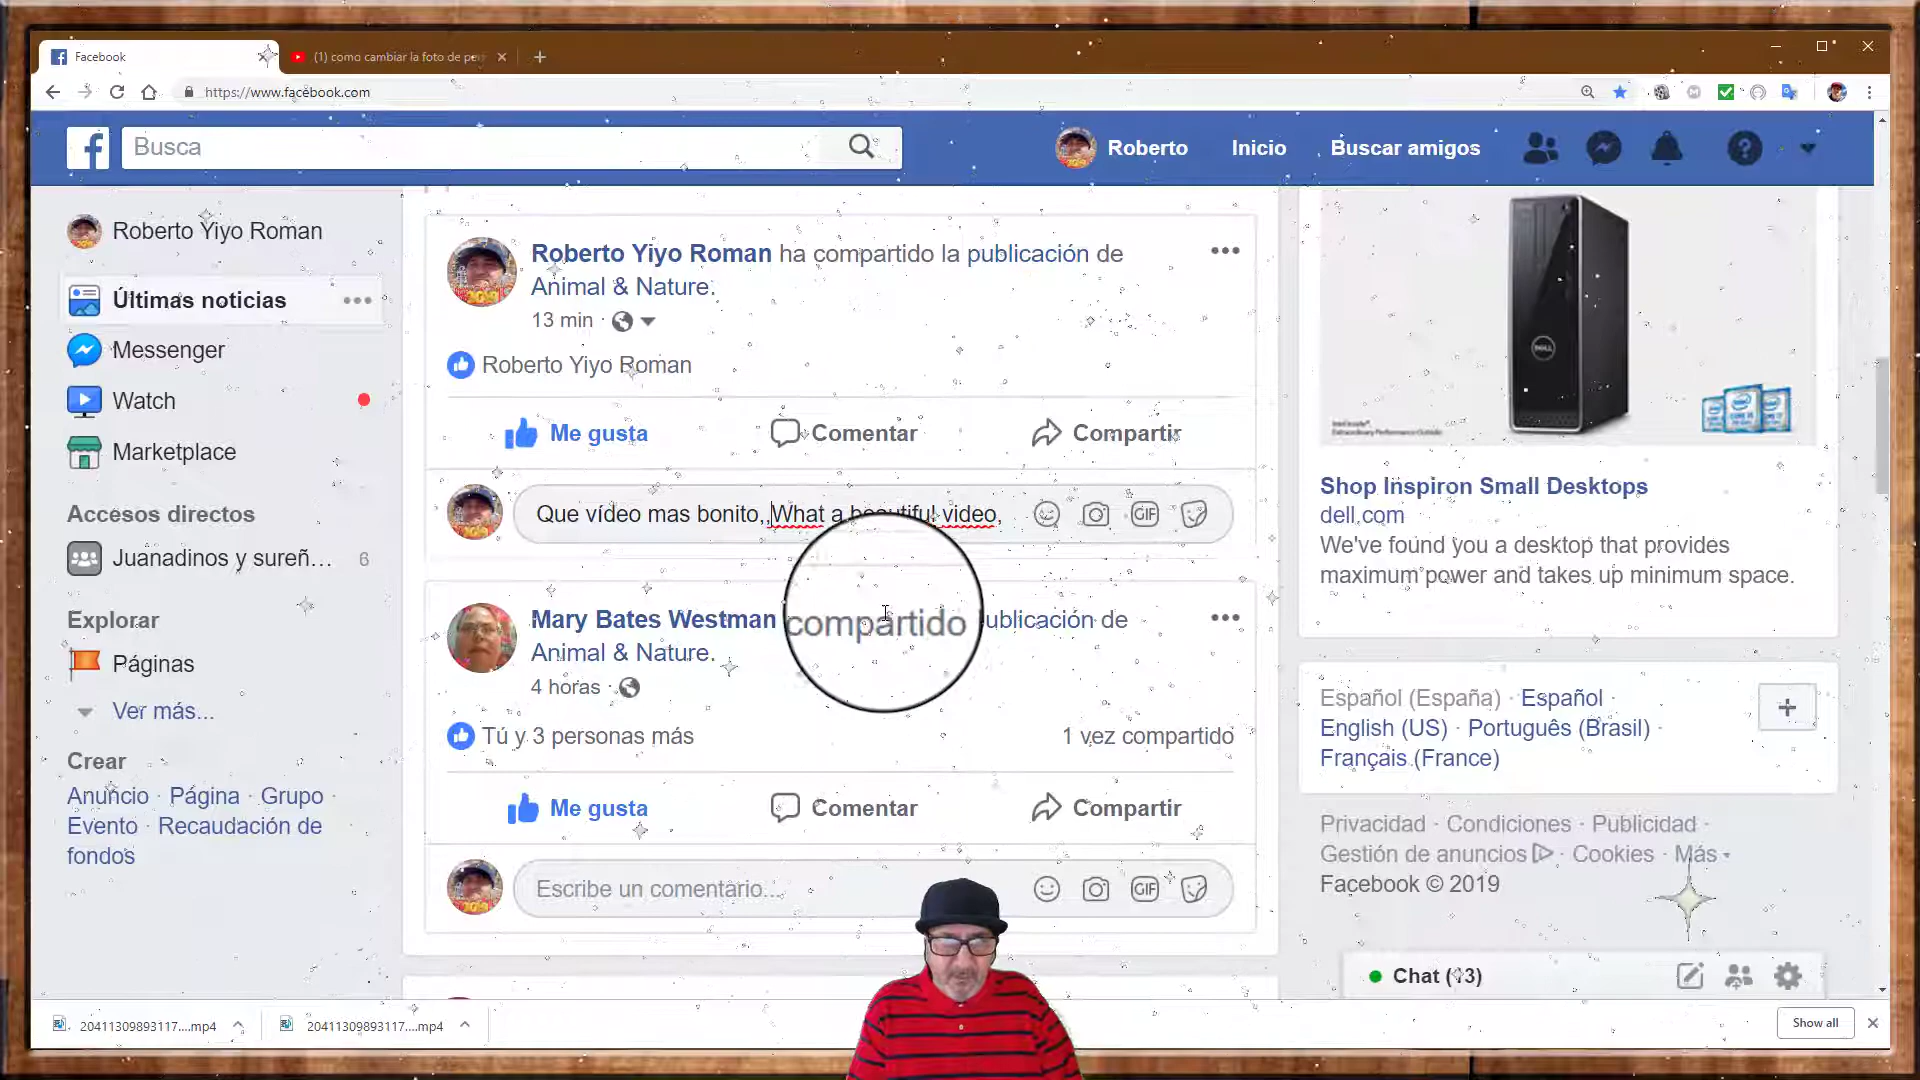 Facebook
(1) como cambiar la foto de per
https://www.facebook.com
Busca
Roberto
Inicio
Buscar amigos
Roberto Yiyo Roman
Últimas noticias
Messenger
Watch
Marketplace
Accesos directos
Juanadinos y sureñ... 6
Explorar
Páginas
Ver más...
Crear
Anuncio · Página · Grupo ·
Evento · Recaudación de
fondos
Roberto Yiyo Roman ha compartido la publicación de
Animal & Nature.
13 min ·
Roberto Yiyo Roman
Me gusta
Comentar
Compartir
Que vídeo mas bonito,,What a beautiful video,
GIF
Mary Bates Westman compartido ublicación de
Animal & Nature.
4 horas ·
Tú y 3 personas más
1 vez compartido
Me gusta
Comentar
Compartir
Escribe un comentario...
GIF
DELL
Shop Inspiron Small Desktops
dell.com
We've found you a desktop that provides
maximum power and takes up minimum space.
Español (España) · Español ·
English (US) · Português (Brasil) ·
Français (France)
Privacidad · Condiciones · Publicidad ·
Gestión de anuncios · Cookies · Más
Facebook © 2019
Chat (13)
20411309893117....mp4
20411309893117....mp4
Show all